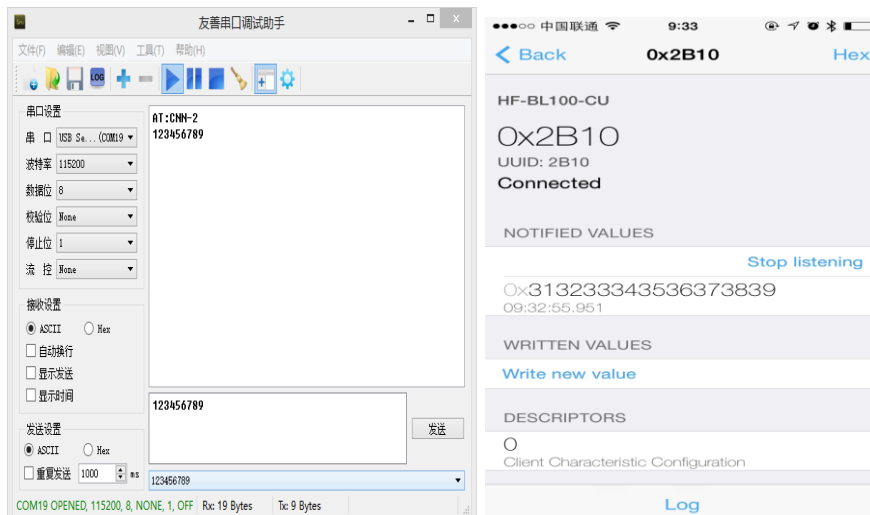 友善串口调试助手
文件(F) 编辑(E) 视图(V) 工具(T) 帮助(H)
LOG
串口设置
串 口 USB Se...(COM19
波特率 115200
数据位 8
校验位 None
停止位 1
流 控 None
接收设置
ASCII Hex
自动换行
显示发送
显示时间
发送设置
ASCII Hex
重复发送 1000 ms
AT:CNN-2
123456789
123456789
发送
123456789
COM19 OPENED, 115200, 8, NONE, 1, OFF Rx: 19 Bytes Tx: 9 Bytes
中国联通 9:33
Back 0x2B10 Hex
HF-BL100-CU
0x2B10
UUID: 2B10
Connected
NOTIFIED VALUES
Stop listening
0x313233343536373839
09:32:55.951
WRITTEN VALUES
Write new value
DESCRIPTORS
0
Client Characteristic Configuration
Log